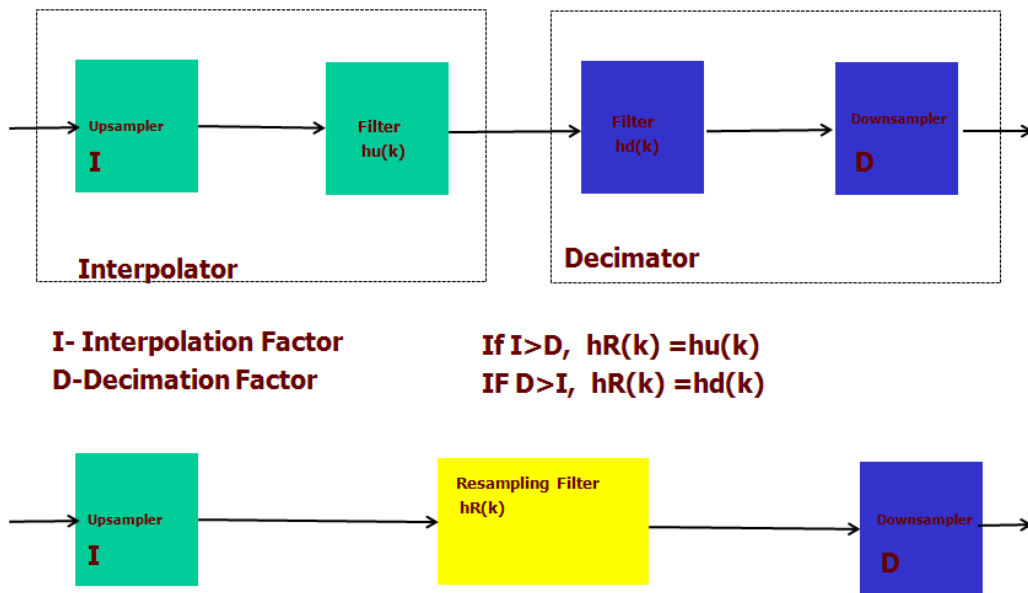 Upsampler
I
Filter
hu(k)
Filter
hd(k)
Downsampler
D
Interpolator
Decimator
I- Interpolation Factor
D-Decimation Factor
If I>D, hR(k) =hu(k)
IF D>I, hR(k) =hd(k)
Upsampler
I
Resampling Filter
hR(k)
Downsampler
D